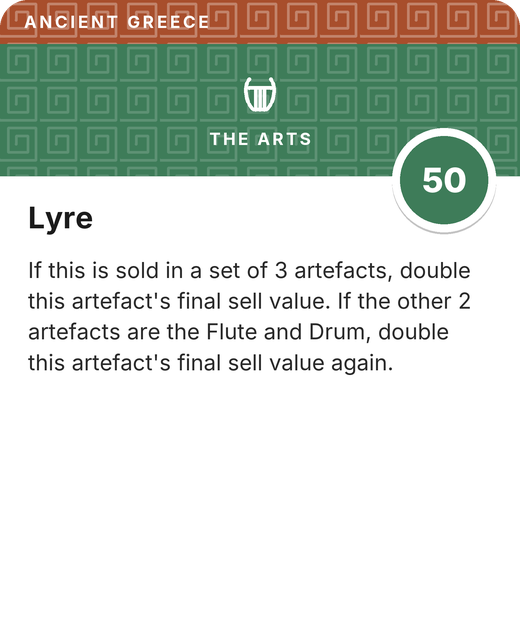 ANCIENT GREECE
THE ARTS
50
Lyre
If this is sold in a set of 3 artefacts, double
this artefact's final sell value. If the other 2
artefacts are the Flute and Drum, double
this artefact's final sell value again.